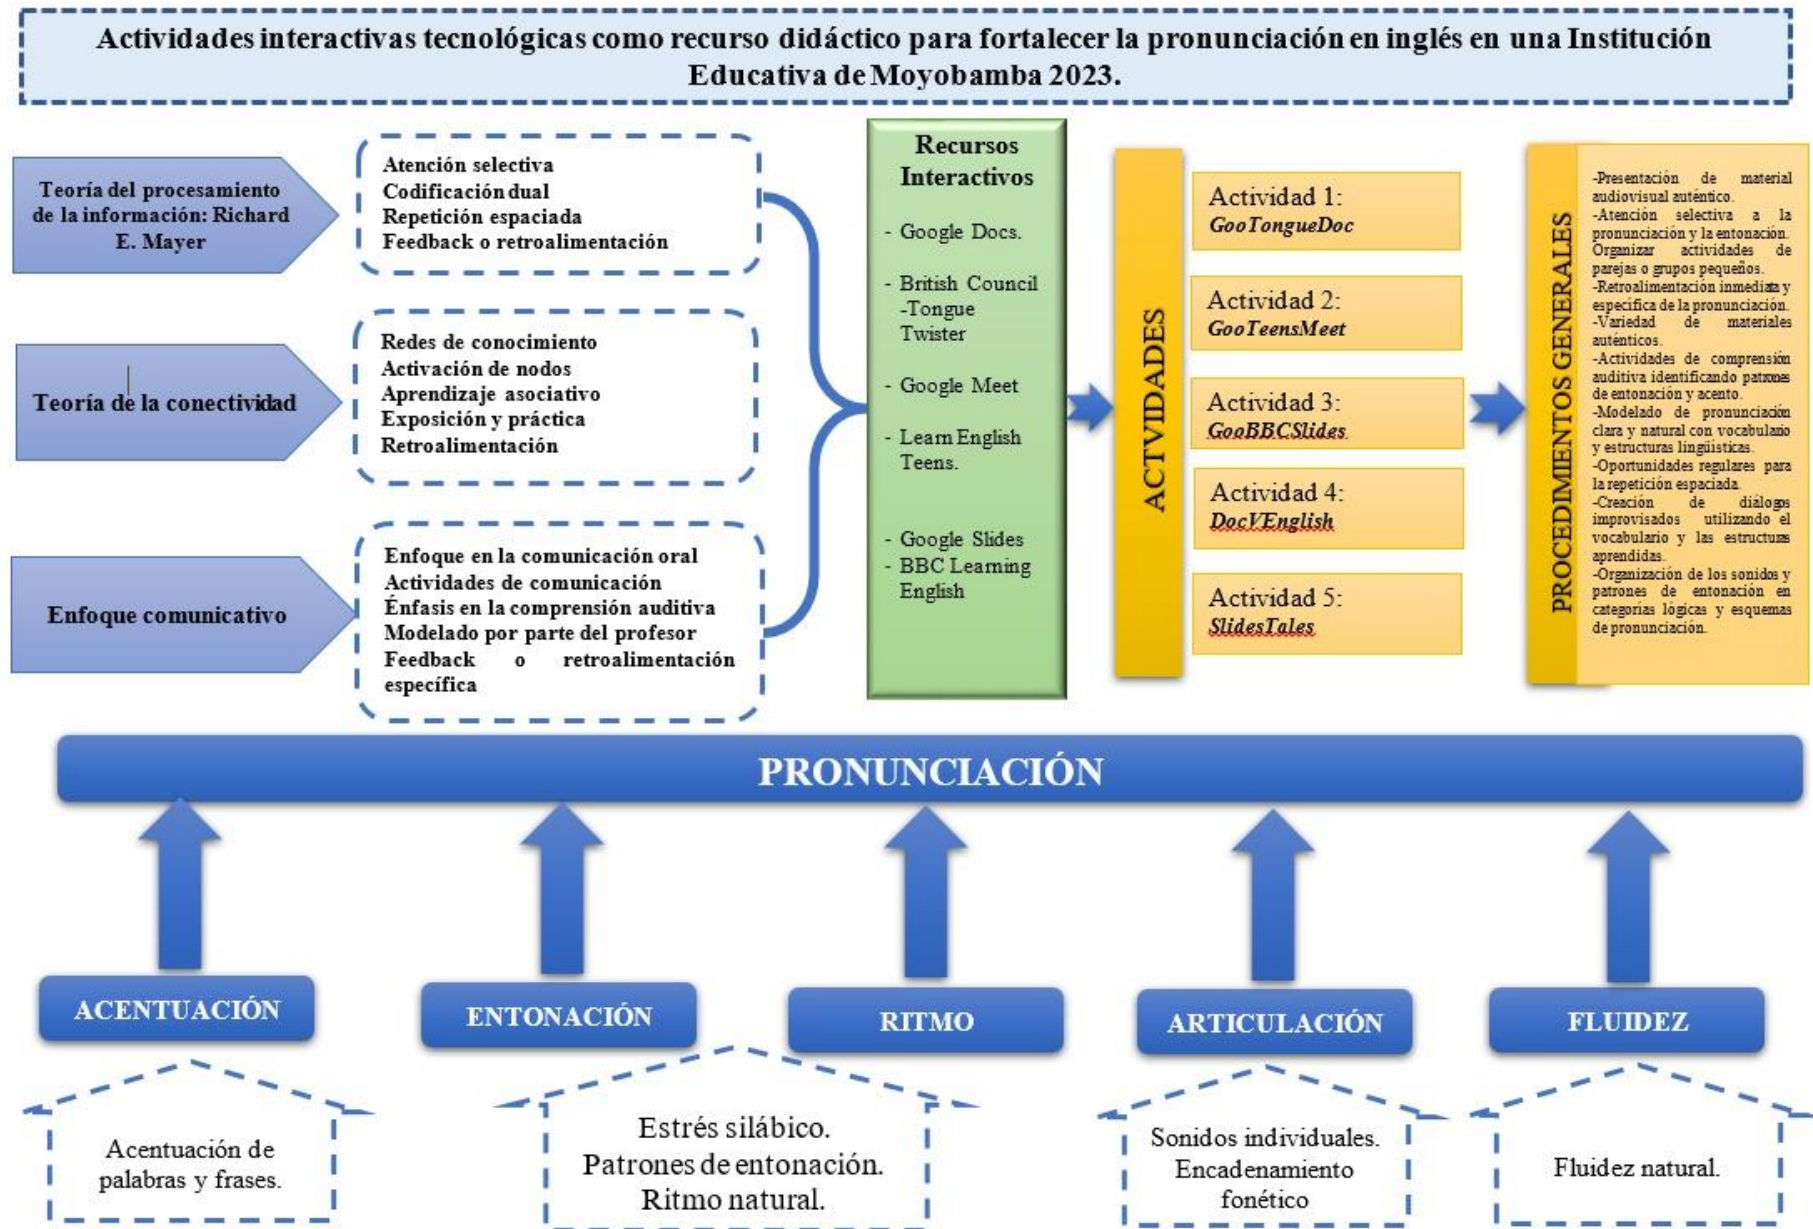 Actividades interactivas tecnológicas como recurso didáctico para fortalecer la pronunciación en inglés en una Institución
Educativa de Moyobamba 2023.
Teoría del procesamiento
de la información: Richard
E. Mayer
Atención selectiva
Codificación dual
Repetición espaciada
Feedback o retroalimentación
Teoría de la conectividad
Redes de conocimiento
Activación de nodos
Aprendizaje asociativo
Exposición y práctica
Retroalimentación
Enfoque comunicativo
Enfoque en la comunicación oral
Actividades de comunicación
Énfasis en la comprensión auditiva
Modelado por parte del profesor
Feedback o retroalimentación
específica
Recursos
Interactivos
- Google Docs.
- British Council
-Tongue
Twister
- Google Meet
- Learn English
Teens.
- Google Slides
- BBC Learning
English
ACTVIDADES
Actividad 1:
GooTongueDoc
Actividad 2:
GooTeensMeet
Actividad 3:
GooBBCSlides
Actividad 4:
DocVEnglish
Actividad 5:
SlidesTales
PROCEDIMIENTOS GENERALES
-Presentación de material
audiovisual auténtico.
-Atención selectiva a la
pronunciación y la entonación.
Organizar actividades de
parejas o grupos pequeños.
-Retroalimentación inmediata y
específica de la pronunciación.
-Variedad de materiales
auténticos.
-Actividades de comprensión
auditiva identificando patrones
de entonación y acento.
-Modelado de pronunciación
clara y natural con vocabulario
y estructuras lingüísticas.
-Oportunidades regulares para
la repetición espaciada.
-Creación de diálogos
improvisados utilizando el
vocabulario y las estructuras
aprendidas.
-Organización de los sonidos y
patrones de entonación en
categorías lógicas y esquemas
de pronunciación.
PRONUNCIACIÓN
ACENTUACIÓN
ENTONACIÓN
RITMO
ARTICULACIÓN
FLUIDEZ
Acentuación de
palabras y frases.
Estrés silábico.
Patrones de entonación.
Ritmo natural.
Sonidos individuales.
Encadenamiento
fonético
Fluidez natural.